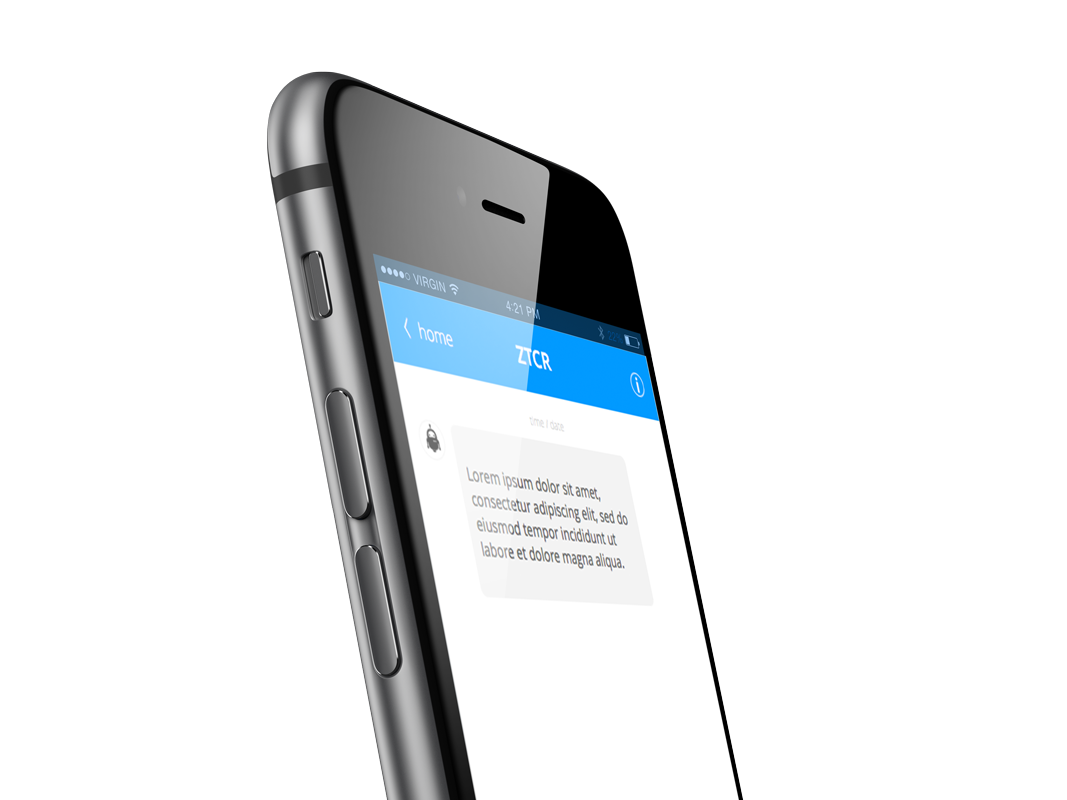 VIRGIN 4:21 PM
home ZTCR
time / date
Lorem ipsum dolor sit amet,
consectetur adipiscing elit, sed do
eiusmod tempor incididunt ut
labore et dolore magna aliqua.